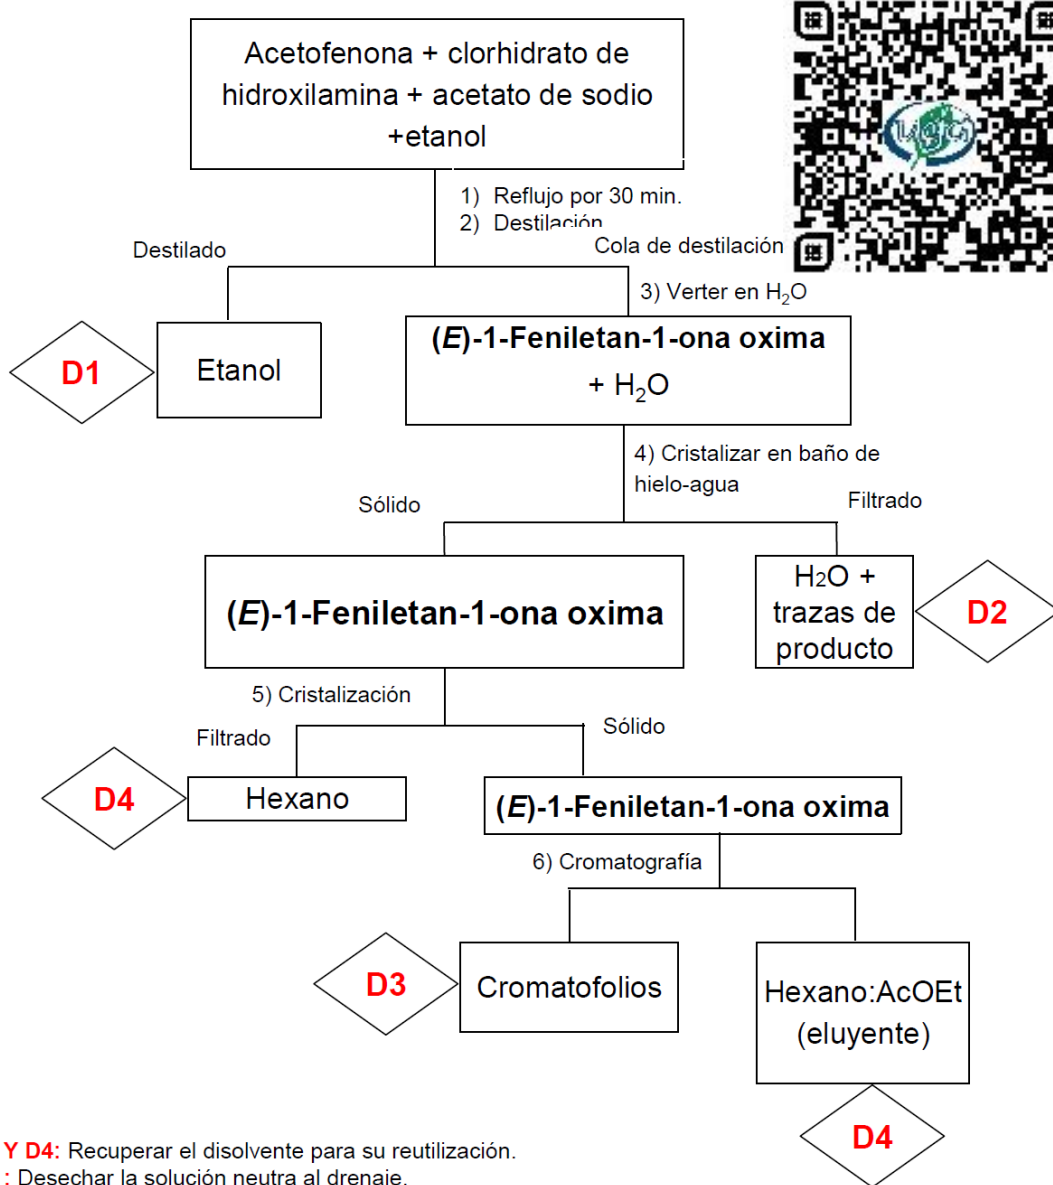 Acetofenona + clorhidrato de
hidroxilamina + acetato de sodio
+etanol
1) Reflujo por 30 min.
2) Destilación
Destilado
Cola de destilación
3) Verter en H₂O
D1
Etanol
(E)-1-Feniletan-1-ona oxima
+ H₂O
4) Cristalizar en baño de
hielo-agua
Sólido
Filtrado
(E)-1-Feniletan-1-ona oxima
H₂O +
trazas de
producto
D2
5) Cristalización
Filtrado
Sólido
D4
Hexano
(E)-1-Feniletan-1-ona oxima
6) Cromatografía
D3
Cromatofolios
Hexano:AcOEt
(eluyente)
D4
Y D4: Recuperar el disolvente para su reutilización.
: Desechar la solución neutra al drenaje.